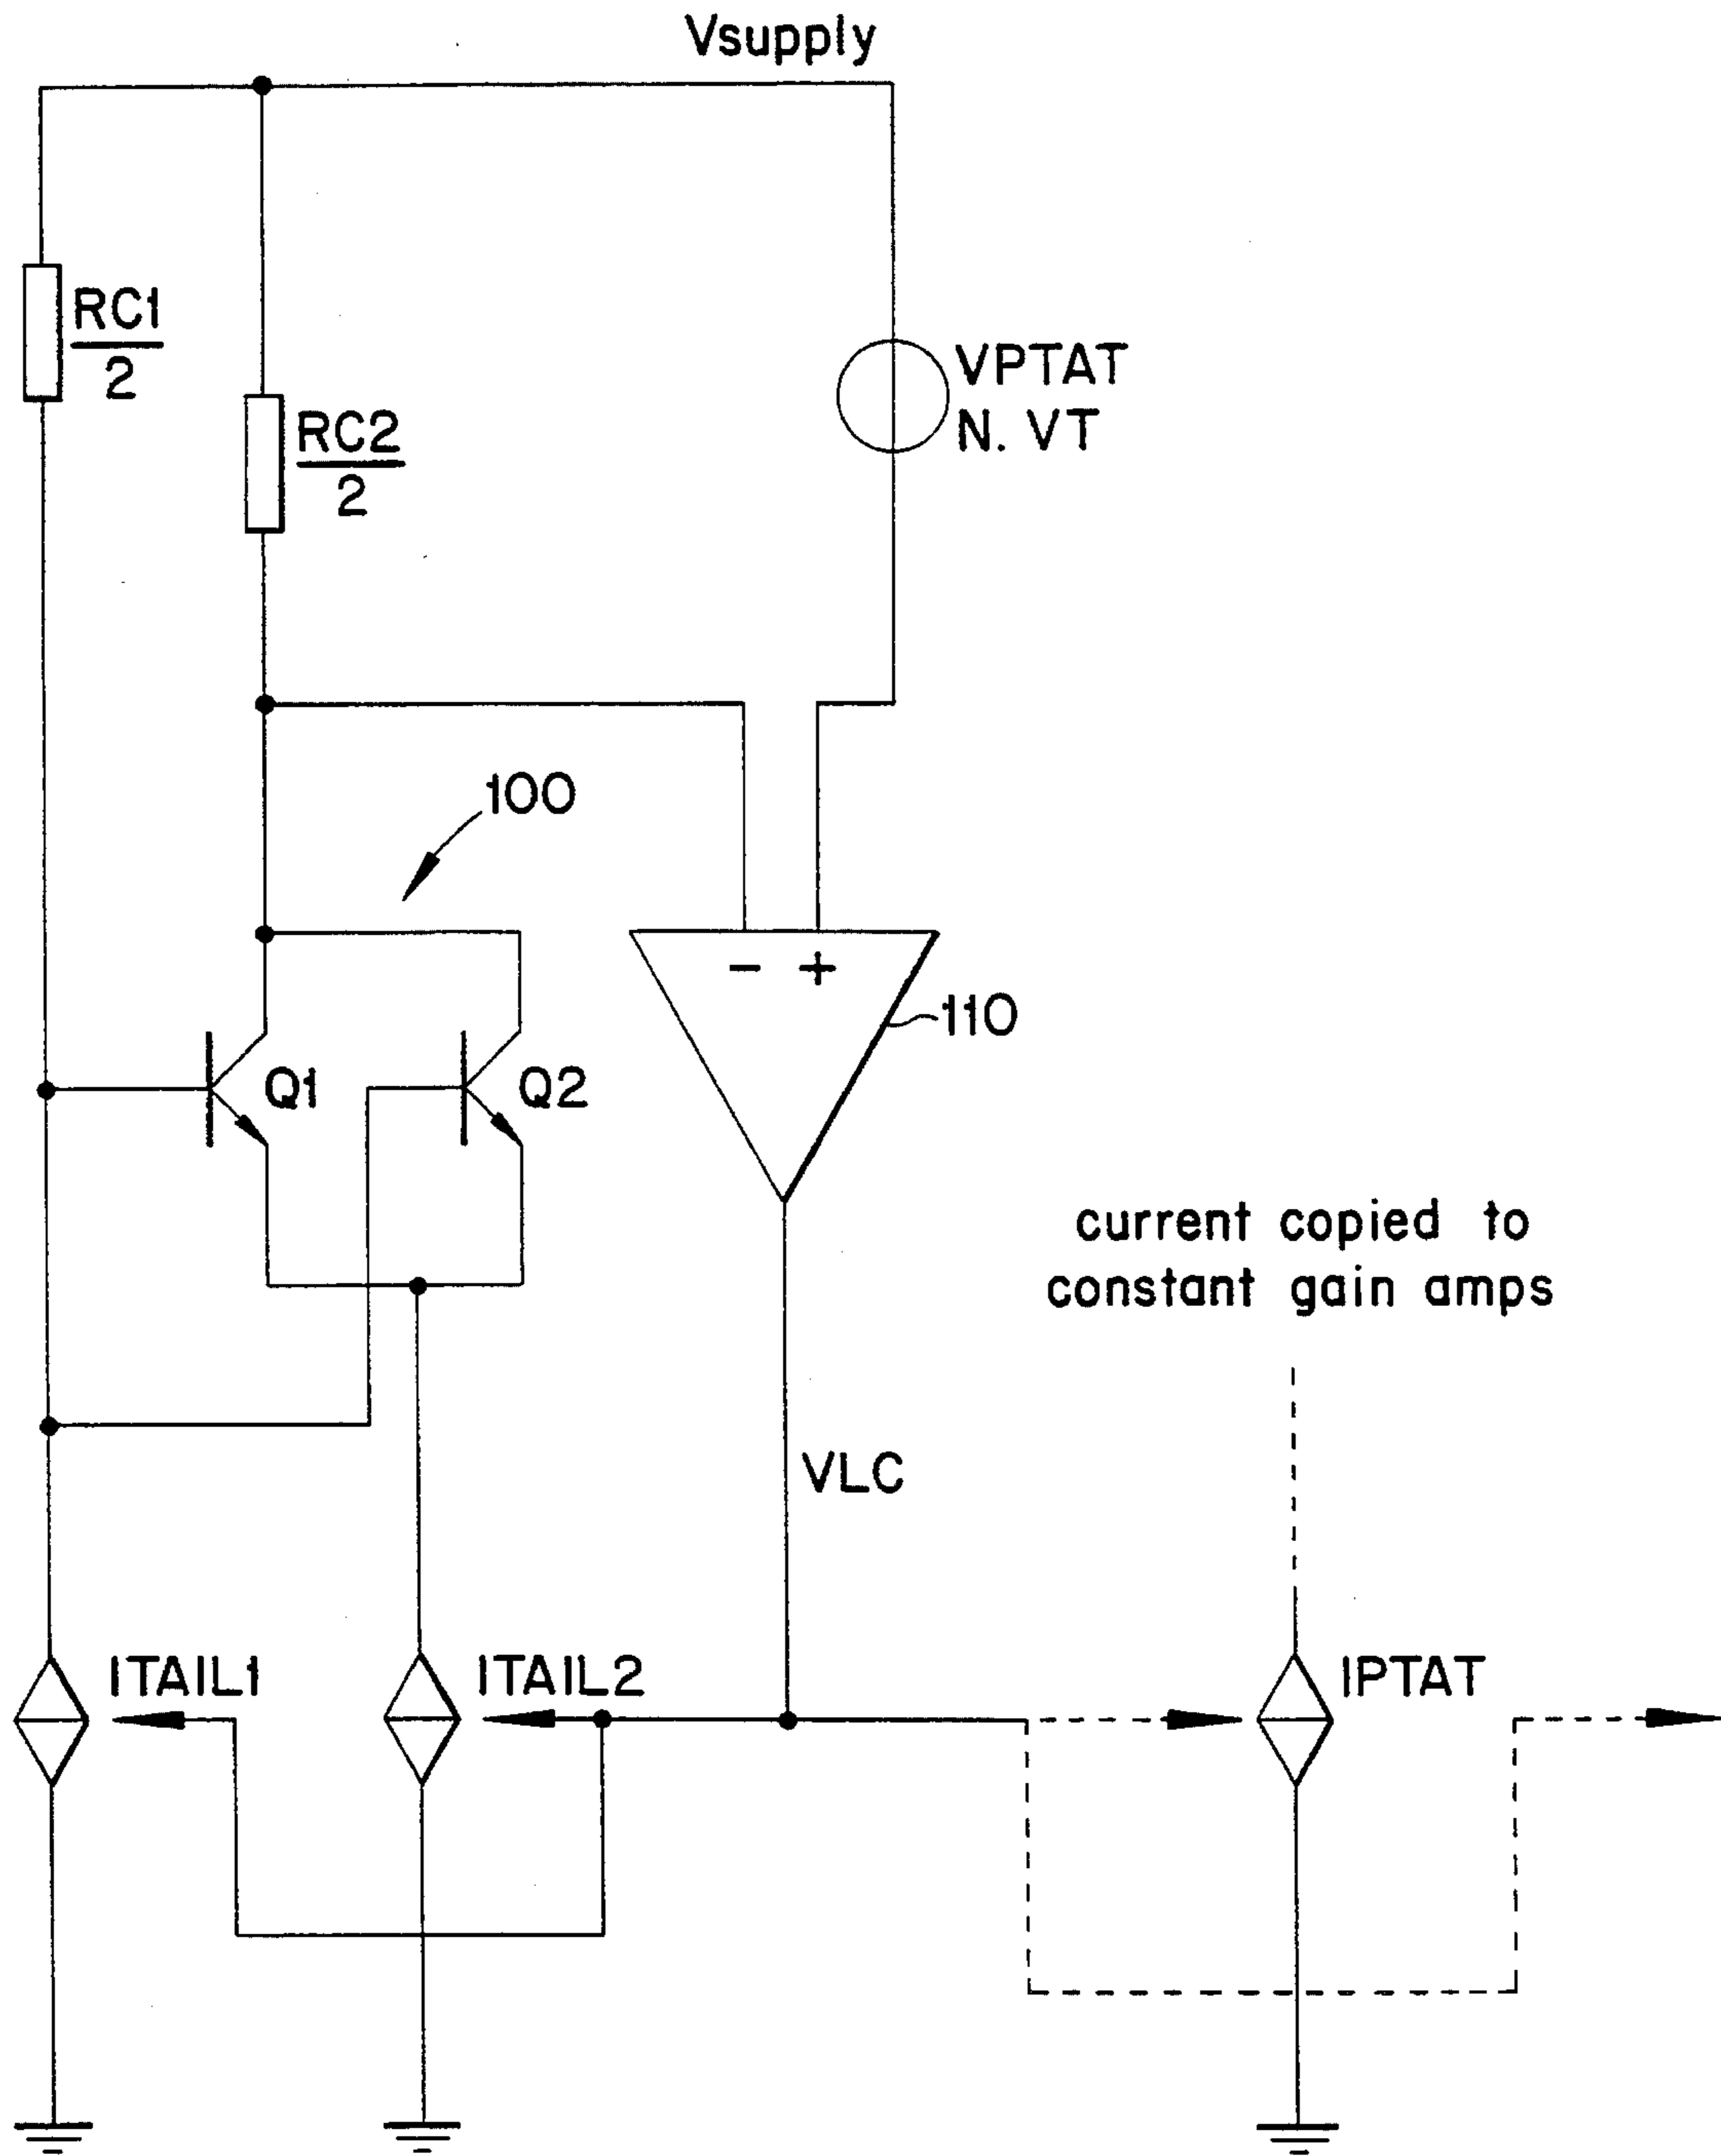 Vsupply
RC1
2
RC2
2
VPTAT
N. VT
100
- +
110
Q1
Q2
current copied to
constant gain amps
VLC
ITAIL1
ITAIL2
IPTAT